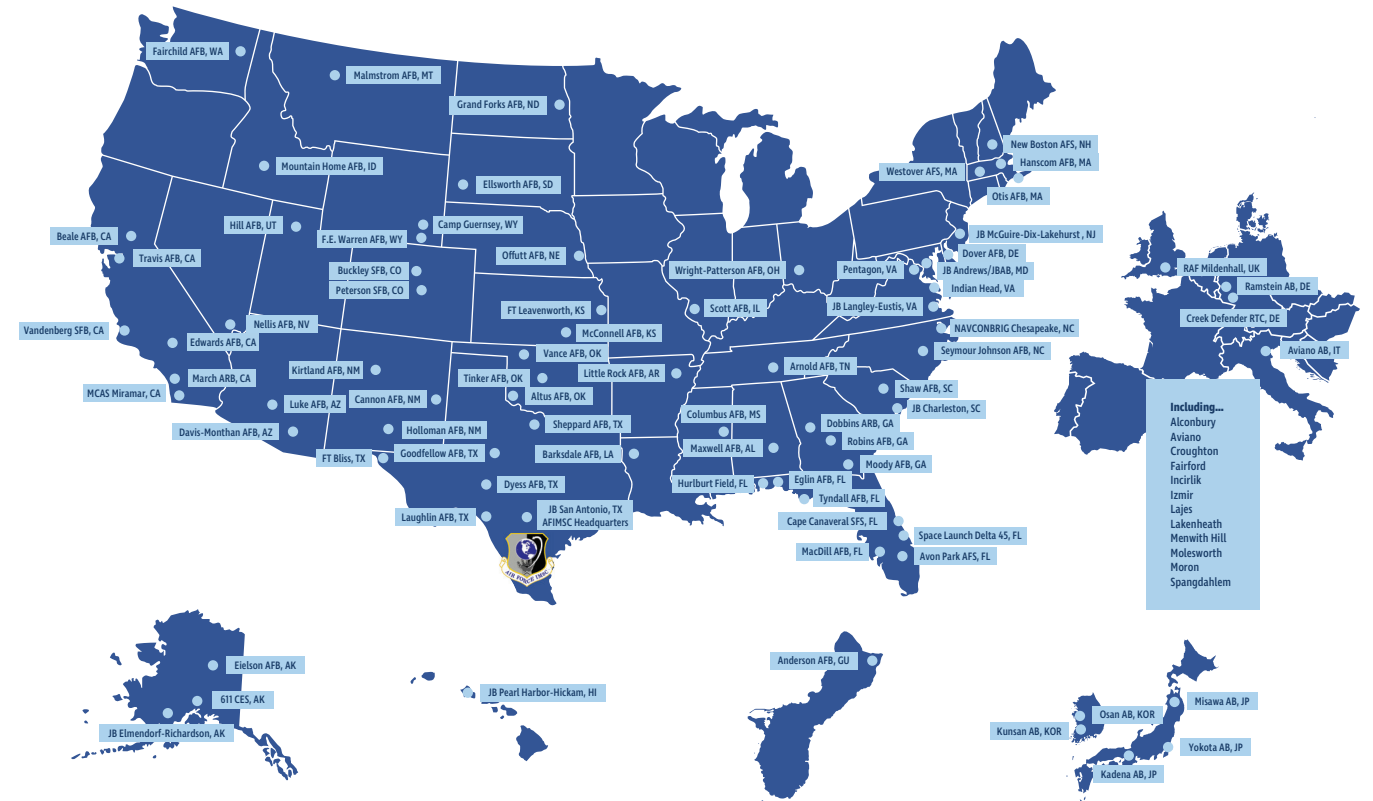 Fairchild AFB, WA
Malmstrom AFB, MT
Grand Forks AFB, ND
New Boston AFS, NH
Hanscom AFB, MA
Westover AFS, MA
Otis AFB, MA
Mountain Home AFB, ID
Ellsworth AFB, SD
Hill AFB, UT
Camp Guernsey, WY
F.E. Warren AFB, WY
Beale AFB, CA
Travis AFB, CA
Offutt AFB, NE
JB McGuire-Dix-Lakehurst , NJ
Dover AFB, DE
Buckley SFB, CO
Wright-Patterson AFB, OH
Pentagon, VA
JB Andrews/JBAB, MD
Peterson SFB, CO
Indian Head, VA
FT Leavenworth, KS
Scott AFB, IL
JB Langley-Eustis, VA
Vandenberg SFB, CA
Nellis AFB, NV
Edwards AFB, CA
McConnell AFB, KS
NAVCONBRIG Chesapeake, NC
Vance AFB, OK
Seymour Johnson AFB, NC
Kirtland AFB, NM
March ARB, CA
Tinker AFB, OK
Little Rock AFB, AR
Arnold AFB, TN
MCAS Miramar, CA
Luke AFB, AZ
Cannon AFB, NM
Altus AFB, OK
Shaw AFB, SC
JB Charleston, SC
Columbus AFB, MS
Davis-Monthan AFB, AZ
Holloman AFB, NM
Sheppard AFB, TX
Dobbins ARB, GA
Robins AFB, GA
FT Bliss, TX
Goodfellow AFB, TX
Barksdale AFB, LA
Maxwell AFB, AL
Moody AFB, GA
Dyess AFB, TX
Hurlburt Field, FL
Eglin AFB, FL
Tyndall AFB, FL
Laughlin AFB, TX
JB San Antonio, TX
AFIMSC Headquarters
Cape Canaveral SFS, FL
Space Launch Delta 45, FL
MacDill AFB, FL
Avon Park AFS, FL
AIR FORCE IMSC
RAF Mildenhall, UK
Ramstein AB, DE
Creek Defender RTC, DE
Aviano AB, IT
Including...
Alconbury
Aviano
Croughton
Fairford
Incirlik
Izmir
Lajes
Lakenheath
Menwith Hill
Molesworth
Moron
Spangdahlem
Eielson AFB, AK
611 CES, AK
JB Elmendorf-Richardson, AK
JB Pearl Harbor-Hickam, HI
Anderson AFB, GU
Misawa AB, JP
Osan AB, KOR
Kunsan AB, KOR
Yokota AB, JP
Kadena AB, JP